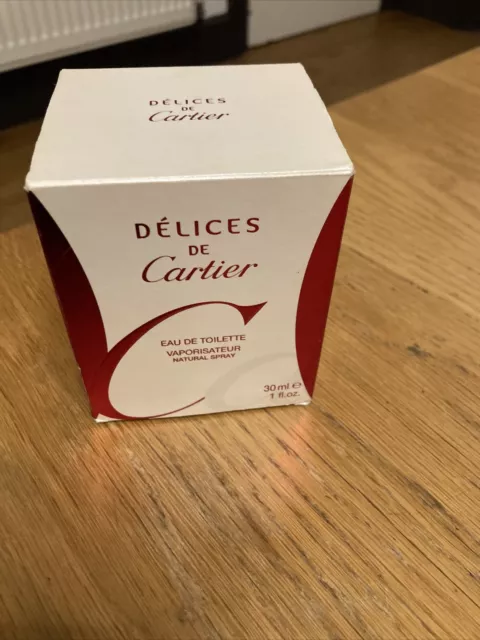 DÉLICES
DE
Cartier
DÉLICES
DE
Cartier
EAU DE TOILETTE
VAPORISATEUR
NATURAL SPRAY
30 ml ℮
1 fl.oz.